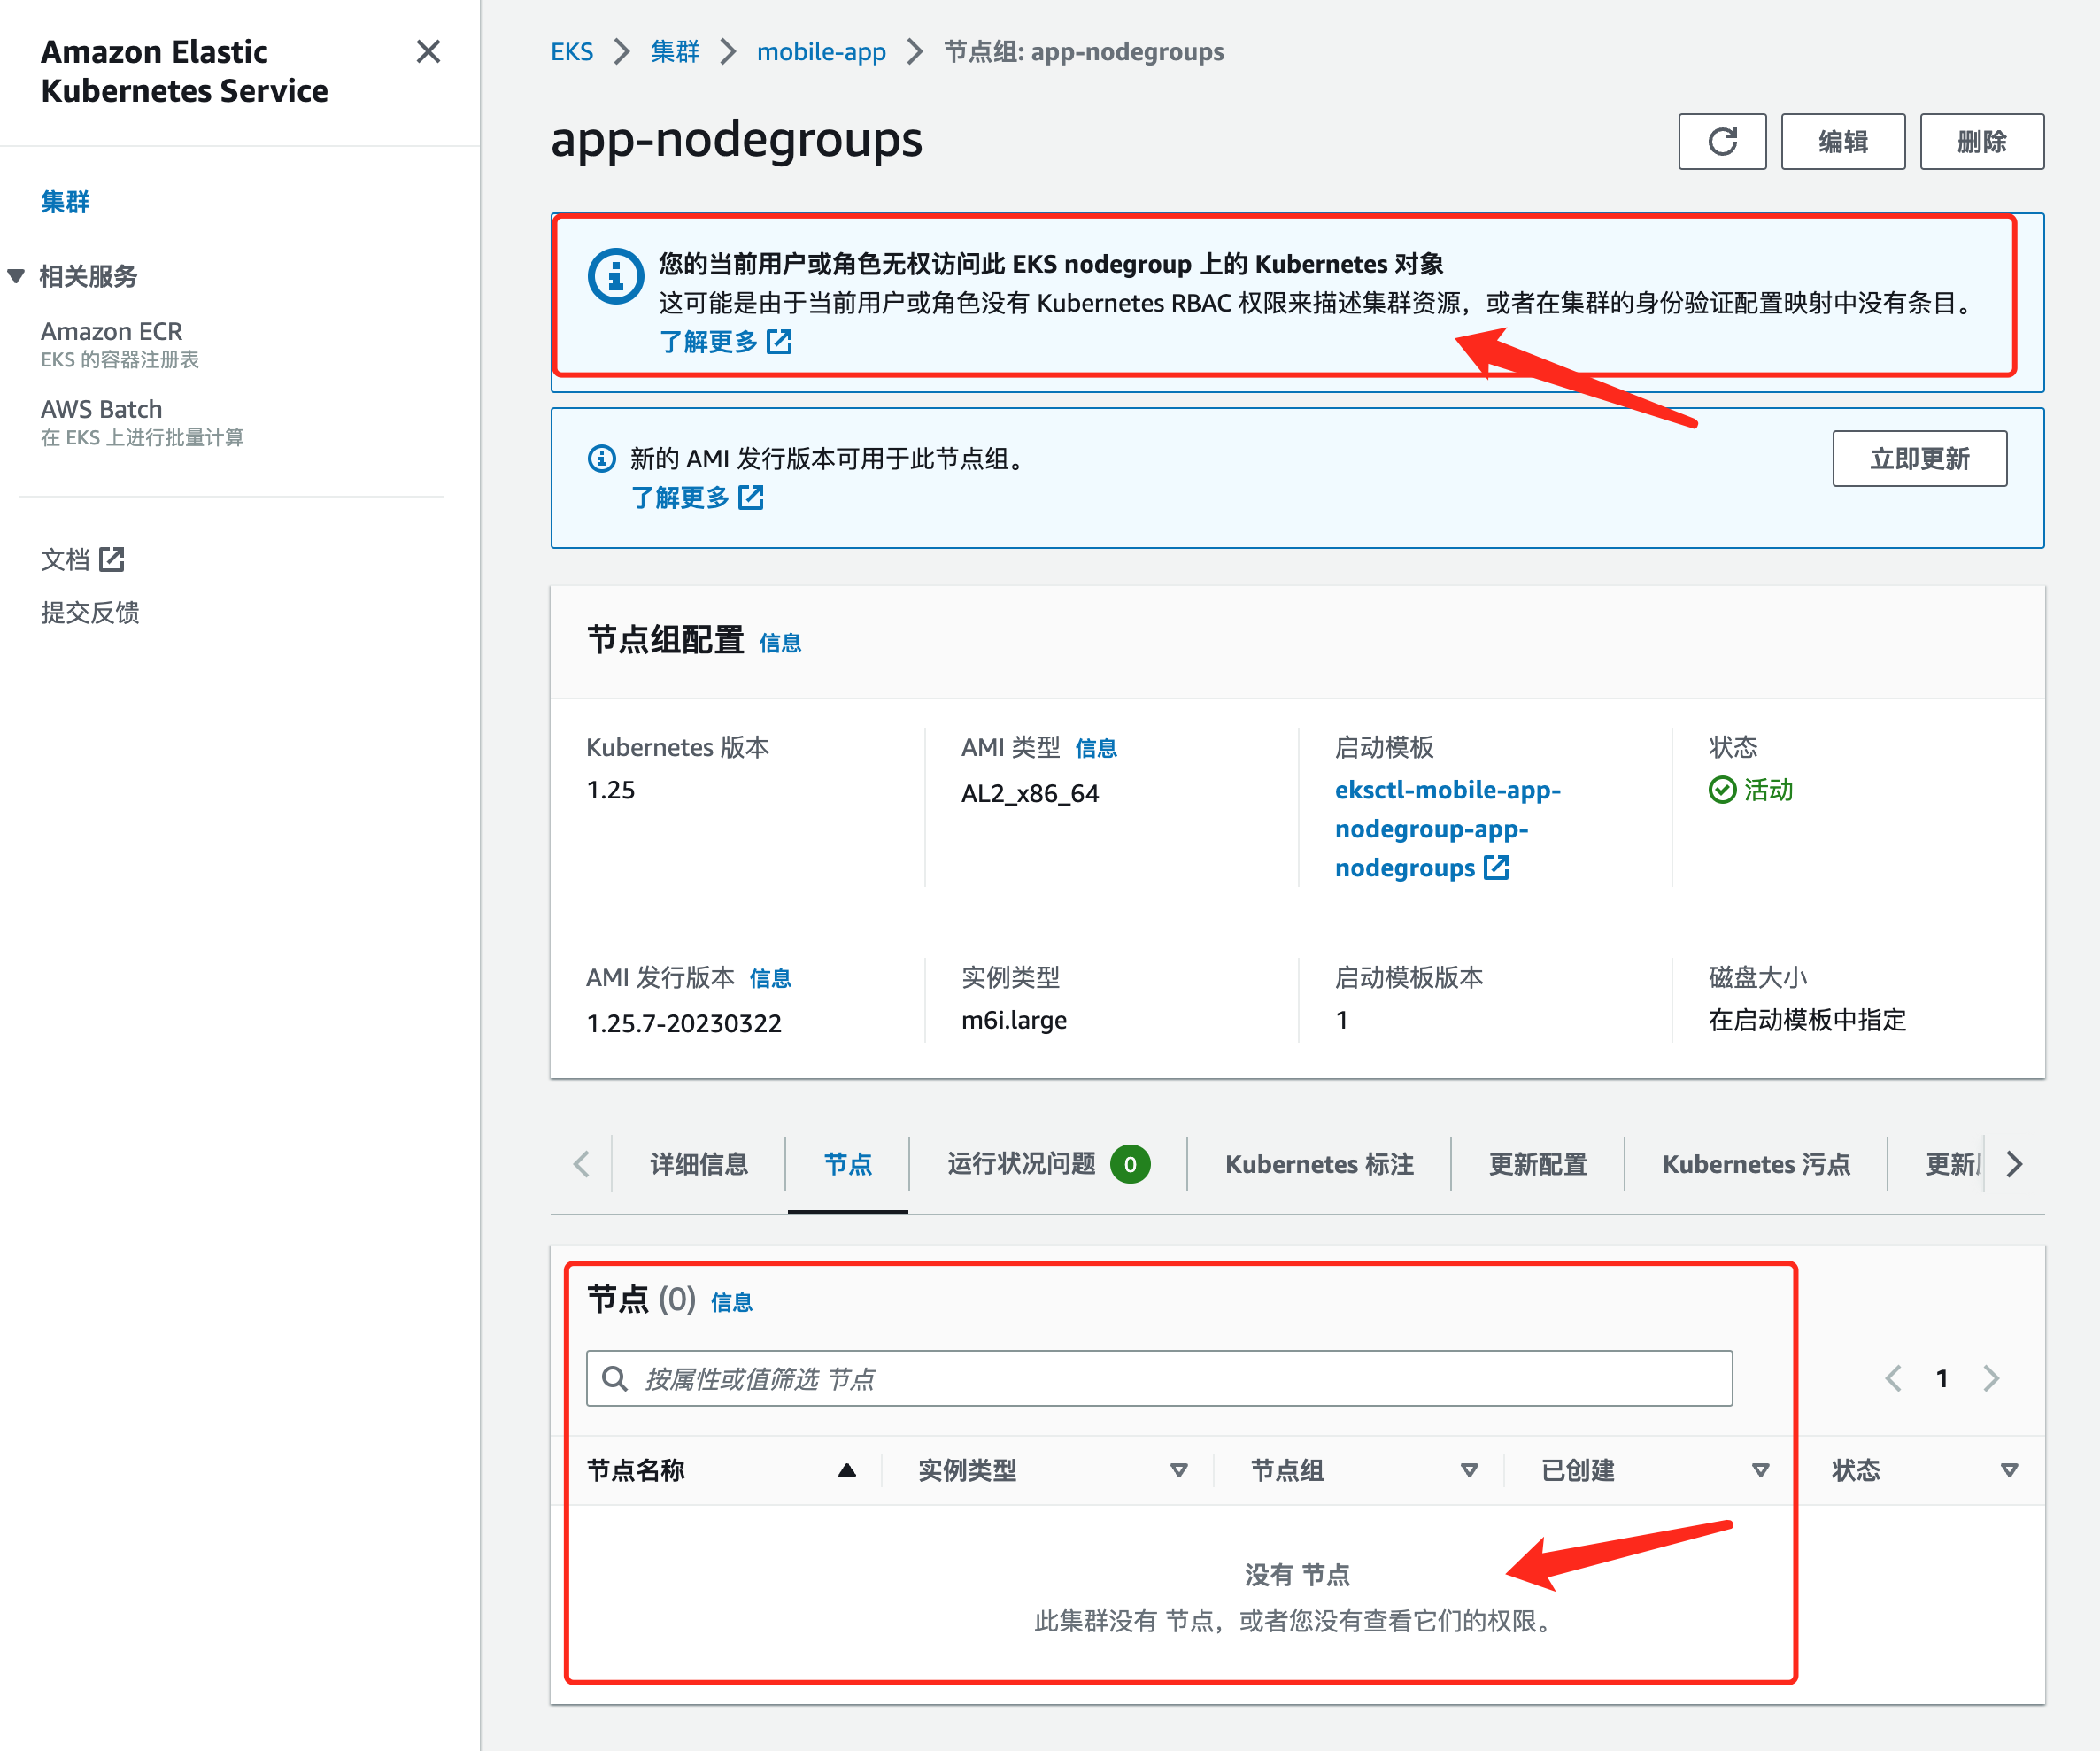 Amazon Elastic
Kubernetes Service
集群
相关服务
Amazon ECR
EKS 的容器注册表
AWS Batch
在 EKS 上进行批量计算
文档
提交反馈
EKS 集群 mobile-app 节点组: app-nodegroups
app-nodegroups
编辑 删除
您的当前用户或角色无权访问此 EKS nodegroup 上的 Kubernetes 对象
这可能是由于当前用户或角色没有 Kubernetes RBAC 权限来描述集群资源，或者在集群的身份验证配置映射中没有条目。
了解更多
新的 AMI 发行版本可用于此节点组。
了解更多
立即更新
节点组配置 信息
Kubernetes 版本
1.25
AMI 类型 信息
AL2_x86_64
启动模板
eksctl-mobile-app-
nodegroup-app-
nodegroups
状态
活动
AMI 发行版本 信息
1.25.7-20230322
实例类型
m6i.large
启动模板版本
1
磁盘大小
在启动模板中指定
详细信息 节点 运行状况问题 0 Kubernetes 标注 更新配置 Kubernetes 污点 更新
节点 (0) 信息
按属性或值筛选 节点
1
节点名称 实例类型 节点组 已创建 状态
没有 节点
此集群没有 节点，或者您没有查看它们的权限。